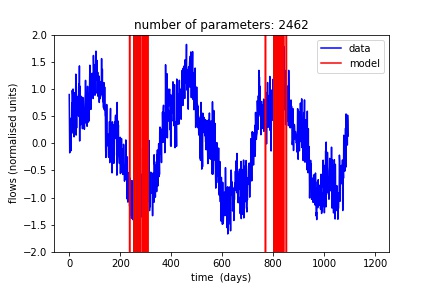 number of parameters: 2462
data
model
2.0
1.5
1.0
0.5
0.0
−0.5
−1.0
−1.5
−2.0
flows (normalised units)
0 200 400 600 800 1000 1200
time (days)